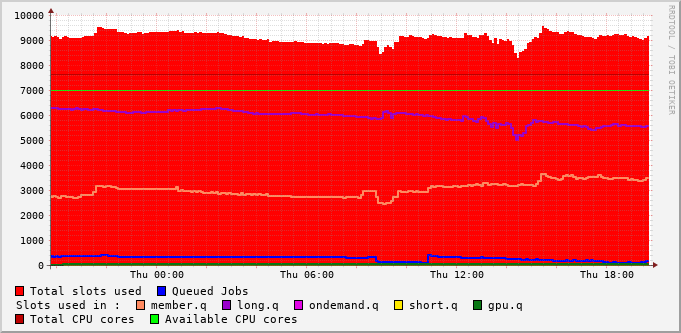 10000
9000
8000
7000
6000
5000
4000
3000
2000
1000
0
Thu 00:00 Thu 06:00 Thu 12:00 Thu 18:00
Total slots used Queued Jobs
Slots used in : member.q long.q ondemand.q short.q gpu.q
Total CPU cores Available CPU cores
RRDTOOL / TOBI OETIKER